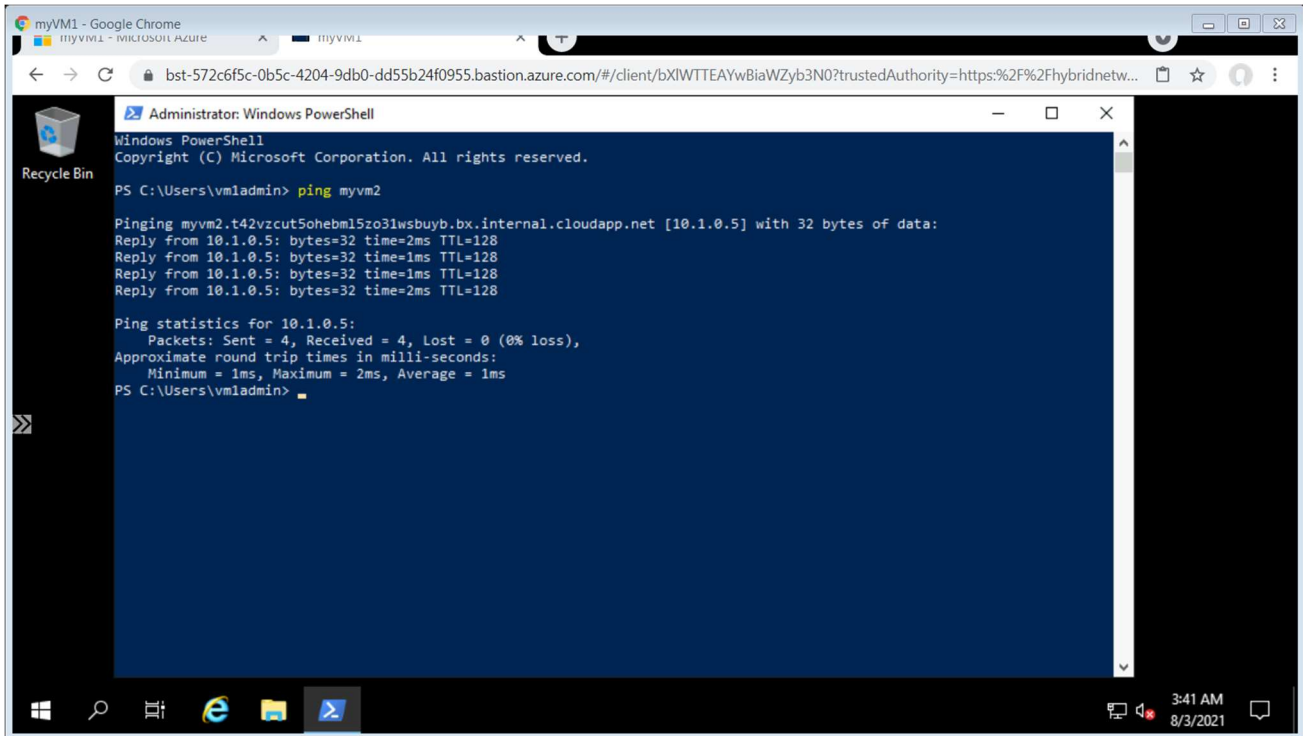 myVM1 - Google Chrome
myVM1 - Microsoft Azure
myVM1
bst-572c6f5c-0b5c-4204-9db0-dd55b24f0955.bastion.azure.com/#/client/bXlWTTEAYwBiaWZyb3N0?trustedAuthority=https:%2F%2Fhybridnetw...
Recycle Bin
Administrator: Windows PowerShell
Windows PowerShell
Copyright (C) Microsoft Corporation. All rights reserved.
PS C:\Users\vm1admin> ping myvm2
Pinging myvm2.t42vzcut5ohebml5zo31wsbuyb.bx.internal.cloudapp.net [10.1.0.5] with 32 bytes of data:
Reply from 10.1.0.5: bytes=32 time=2ms TTL=128
Reply from 10.1.0.5: bytes=32 time=1ms TTL=128
Reply from 10.1.0.5: bytes=32 time=1ms TTL=128
Reply from 10.1.0.5: bytes=32 time=2ms TTL=128
Ping statistics for 10.1.0.5:
Packets: Sent = 4, Received = 4, Lost = 0 (0% loss),
Approximate round trip times in milli-seconds:
Minimum = 1ms, Maximum = 2ms, Average = 1ms
PS C:\Users\vm1admin>
3:41 AM
8/3/2021